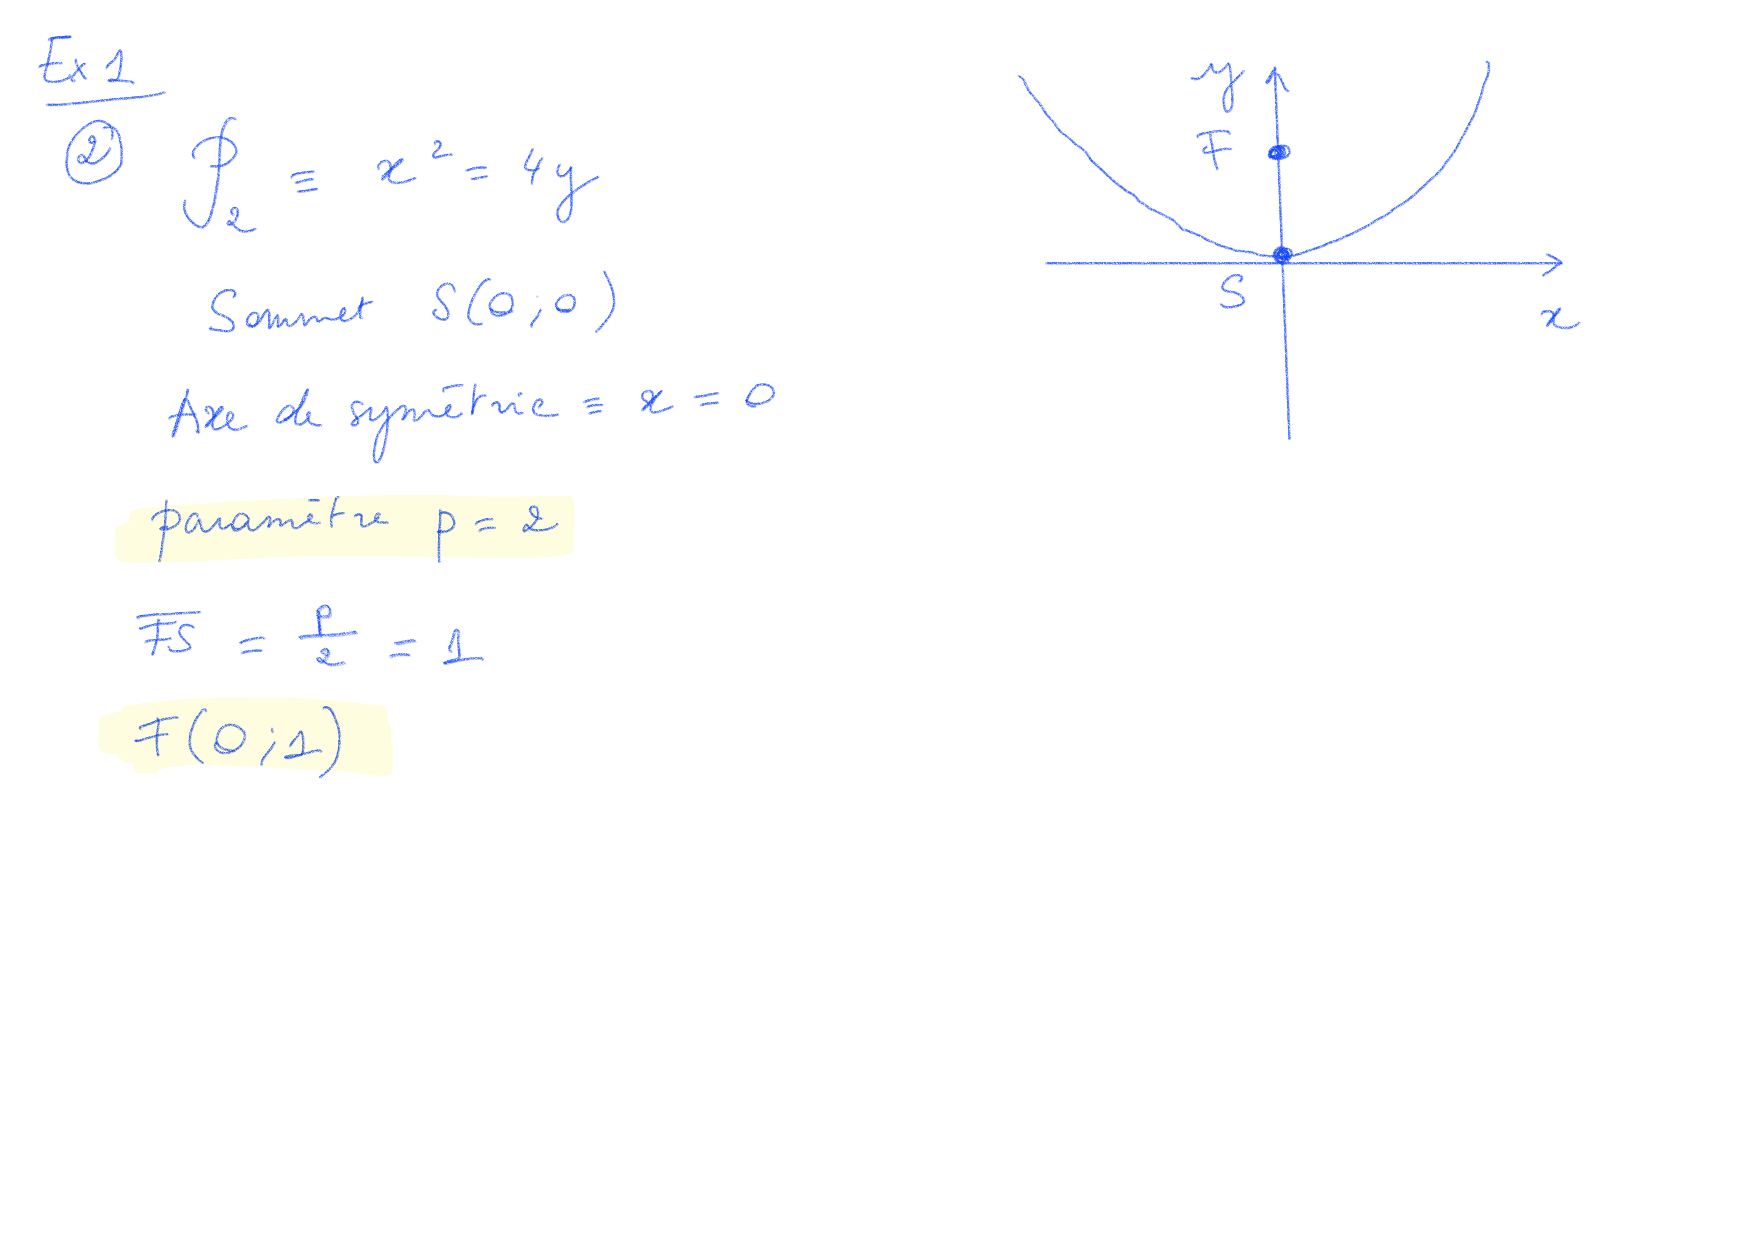 Ex 1
2) P₂ ≡ x² = 4y
Sommet S(0;0)
Axe de symétrie ≡ x = 0
paramètre p = 2
FS = p/2 = 1
F(0;1)
y
F
S
x